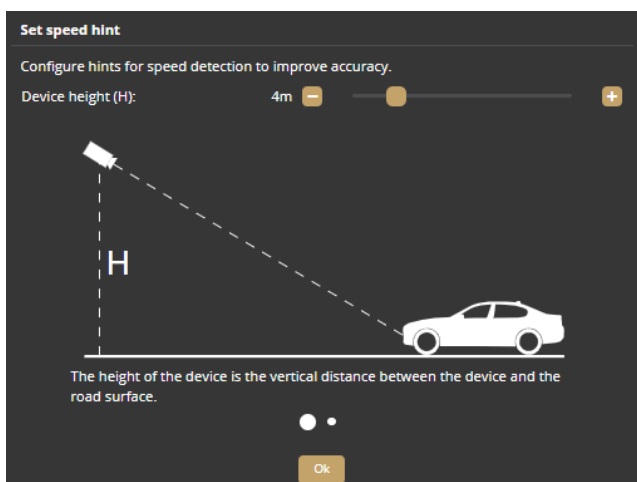 Set speed hint
Configure hints for speed detection to improve accuracy.
Device height (H): 4m − +
H
The height of the device is the vertical distance between the device and the
road surface.
Ok